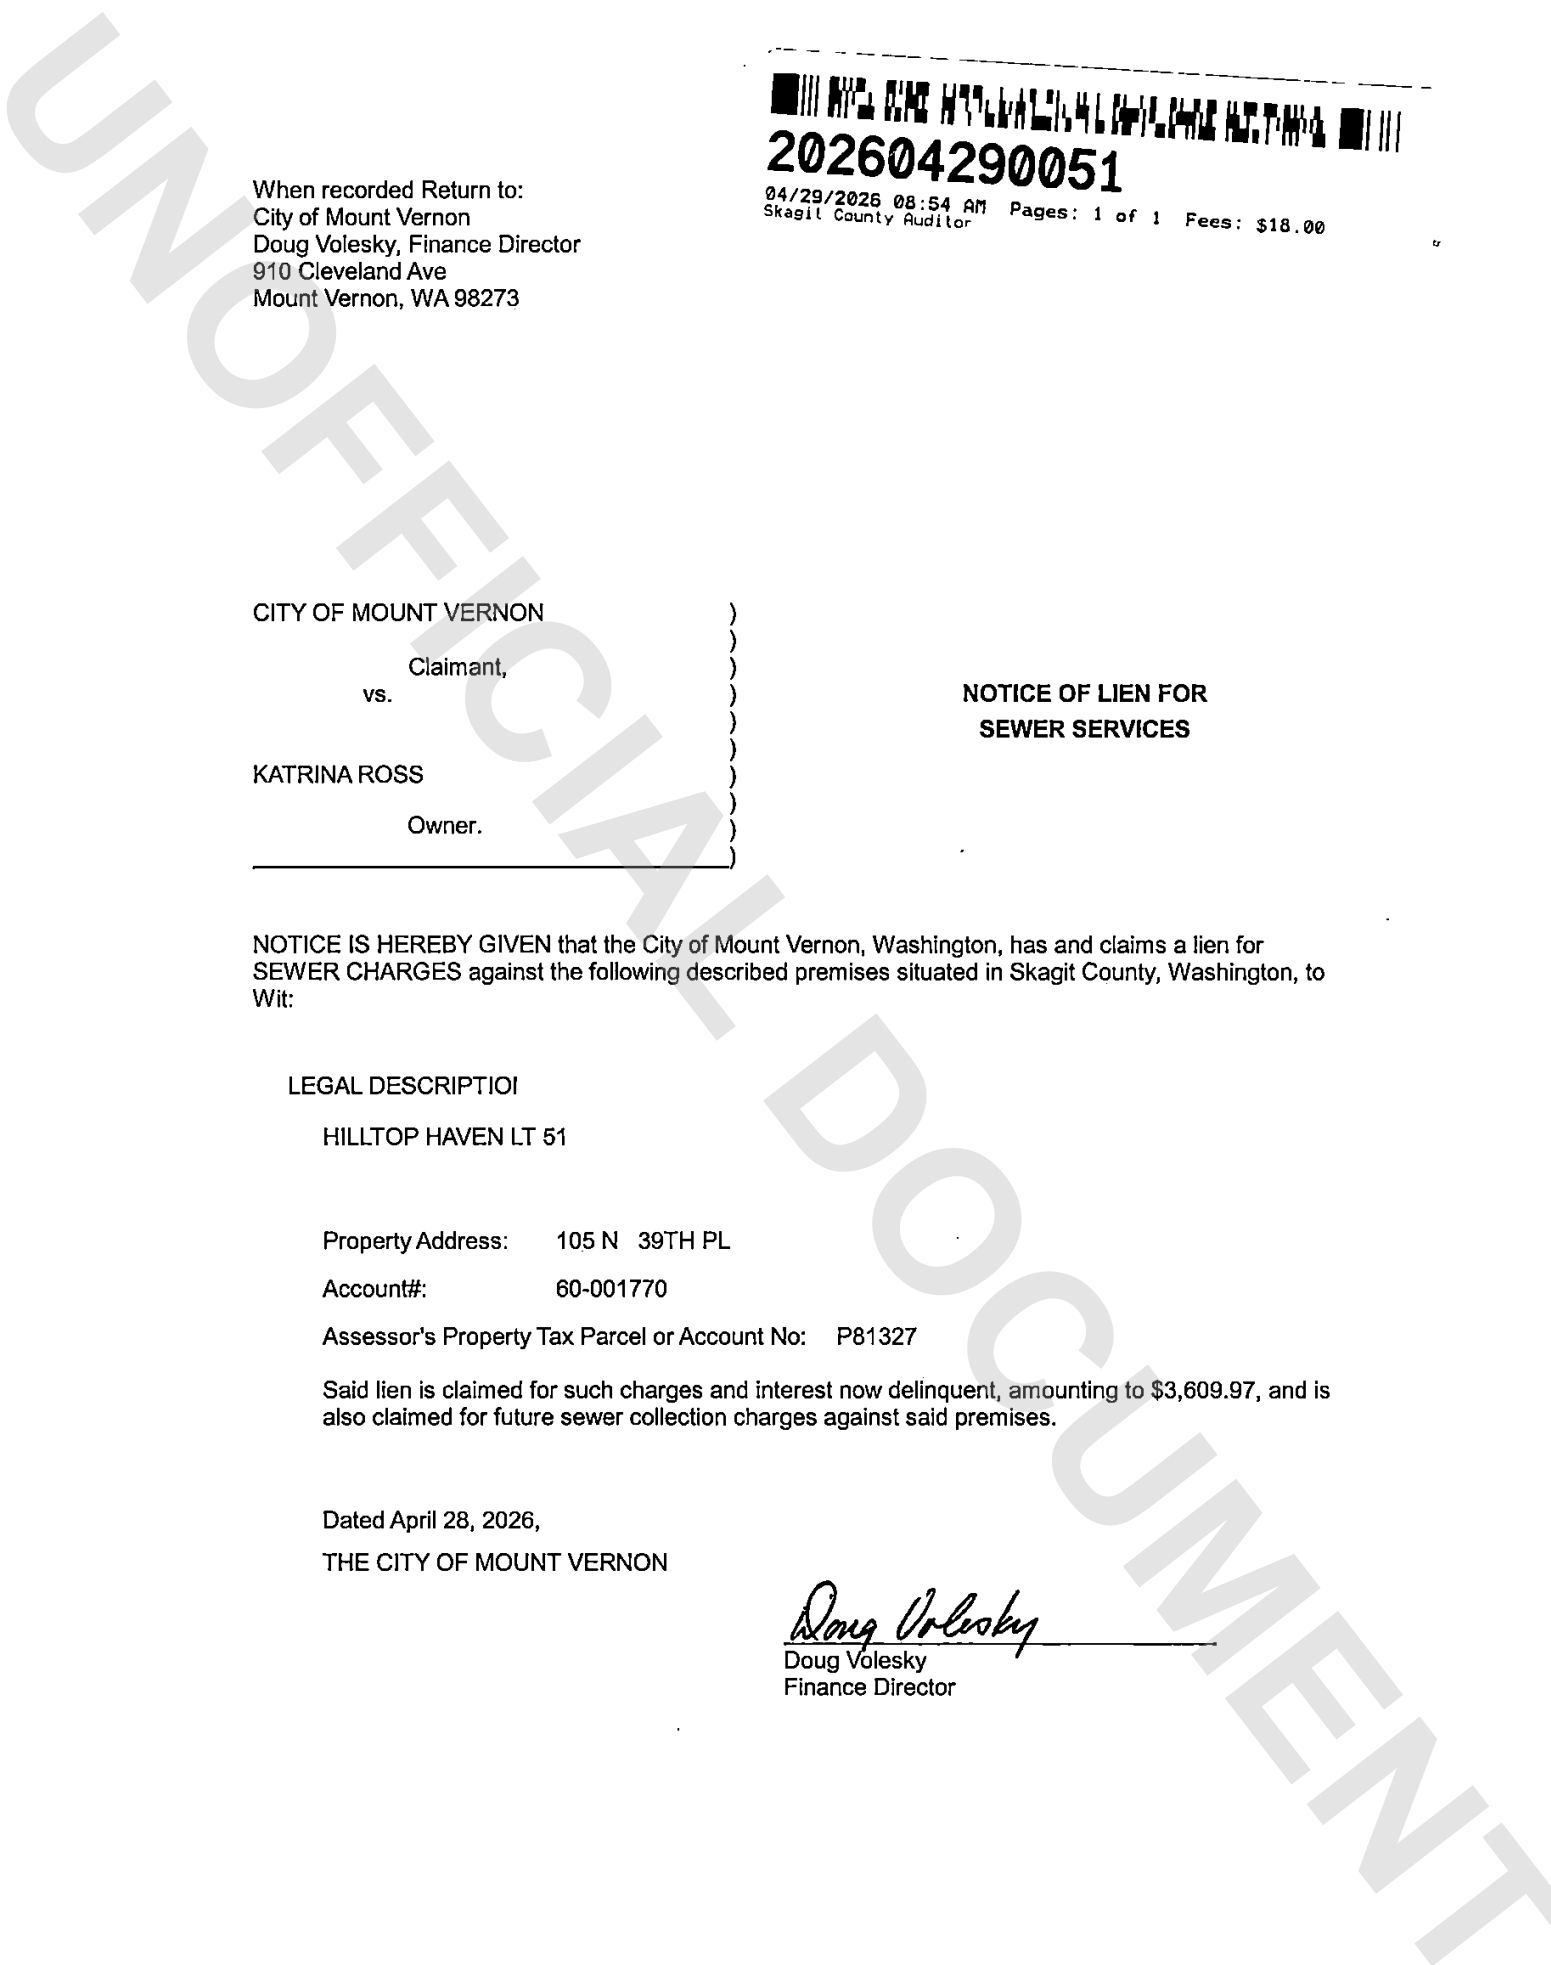 202604290051
04/29/2026 08:54 AM Pages: 1 of 1 Fees: $18.00
Skagit County Auditor
When recorded Return to:
City of Mount Vernon
Doug Volesky, Finance Director
910 Cleveland Ave
Mount Vernon, WA 98273
CITY OF MOUNT VERNON )
)
Claimant, )
vs. )
)
)
KATRINA ROSS )
)
Owner. )
)
NOTICE OF LIEN FOR
SEWER SERVICES
NOTICE IS HEREBY GIVEN that the City of Mount Vernon, Washington, has and claims a lien for
SEWER CHARGES against the following described premises situated in Skagit County, Washington, to
Wit:
LEGAL DESCRIPTIOI
HILLTOP HAVEN LT 51
Property Address: 105 N 39TH PL
Account#: 60-001770
Assessor's Property Tax Parcel or Account No: P81327
Said lien is claimed for such charges and interest now delinquent, amounting to $3,609.97, and is
also claimed for future sewer collection charges against said premises.
Dated April 28, 2026,
THE CITY OF MOUNT VERNON
Doug Volesky
Doug Volesky
Finance Director
UNOFFICIAL DOCUMENT